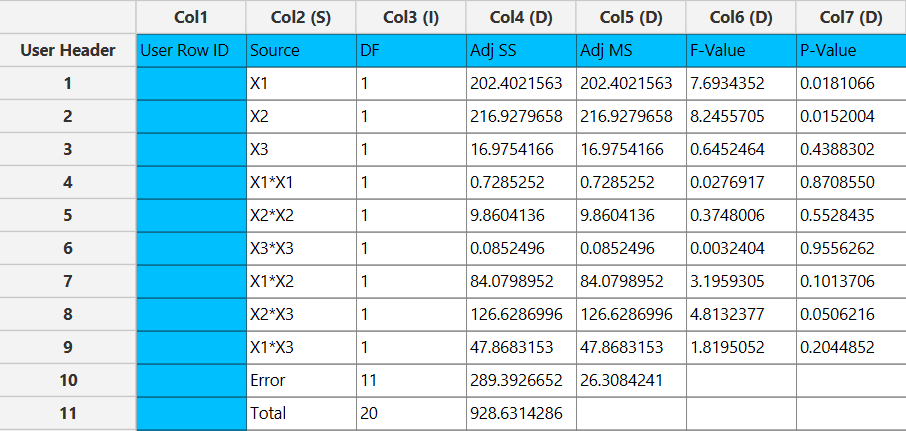 Col1 Col2 (S) Col3 (I) Col4 (D) Col5 (D) Col6 (D) Col7 (D)
User Header User Row ID Source DF Adj SS Adj MS F-Value P-Value
1 X1 1 202.4021563 202.4021563 7.6934352 0.0181066
2 X2 1 216.9279658 216.9279658 8.2455705 0.0152004
3 X3 1 16.9754166 16.9754166 0.6452464 0.4388302
4 X1*X1 1 0.7285252 0.7285252 0.0276917 0.8708550
5 X2*X2 1 9.8604136 9.8604136 0.3748006 0.5528435
6 X3*X3 1 0.0852496 0.0852496 0.0032404 0.9556262
7 X1*X2 1 84.0798952 84.0798952 3.1959305 0.1013706
8 X2*X3 1 126.6286996 126.6286996 4.8132377 0.0506216
9 X1*X3 1 47.8683153 47.8683153 1.8195052 0.2044852
10 Error 11 289.3926652 26.3084241
11 Total 20 928.6314286